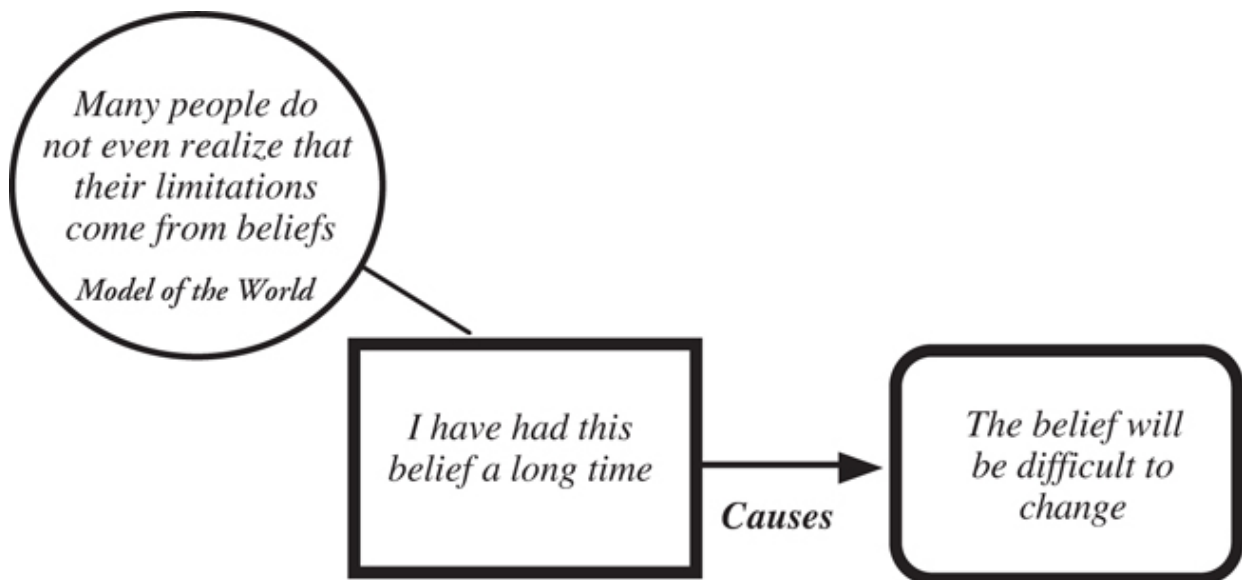 Many people do
not even realize that
their limitations
come from beliefs
Model of the World
I have had this
belief a long time
Causes
The belief will
be difficult to
change